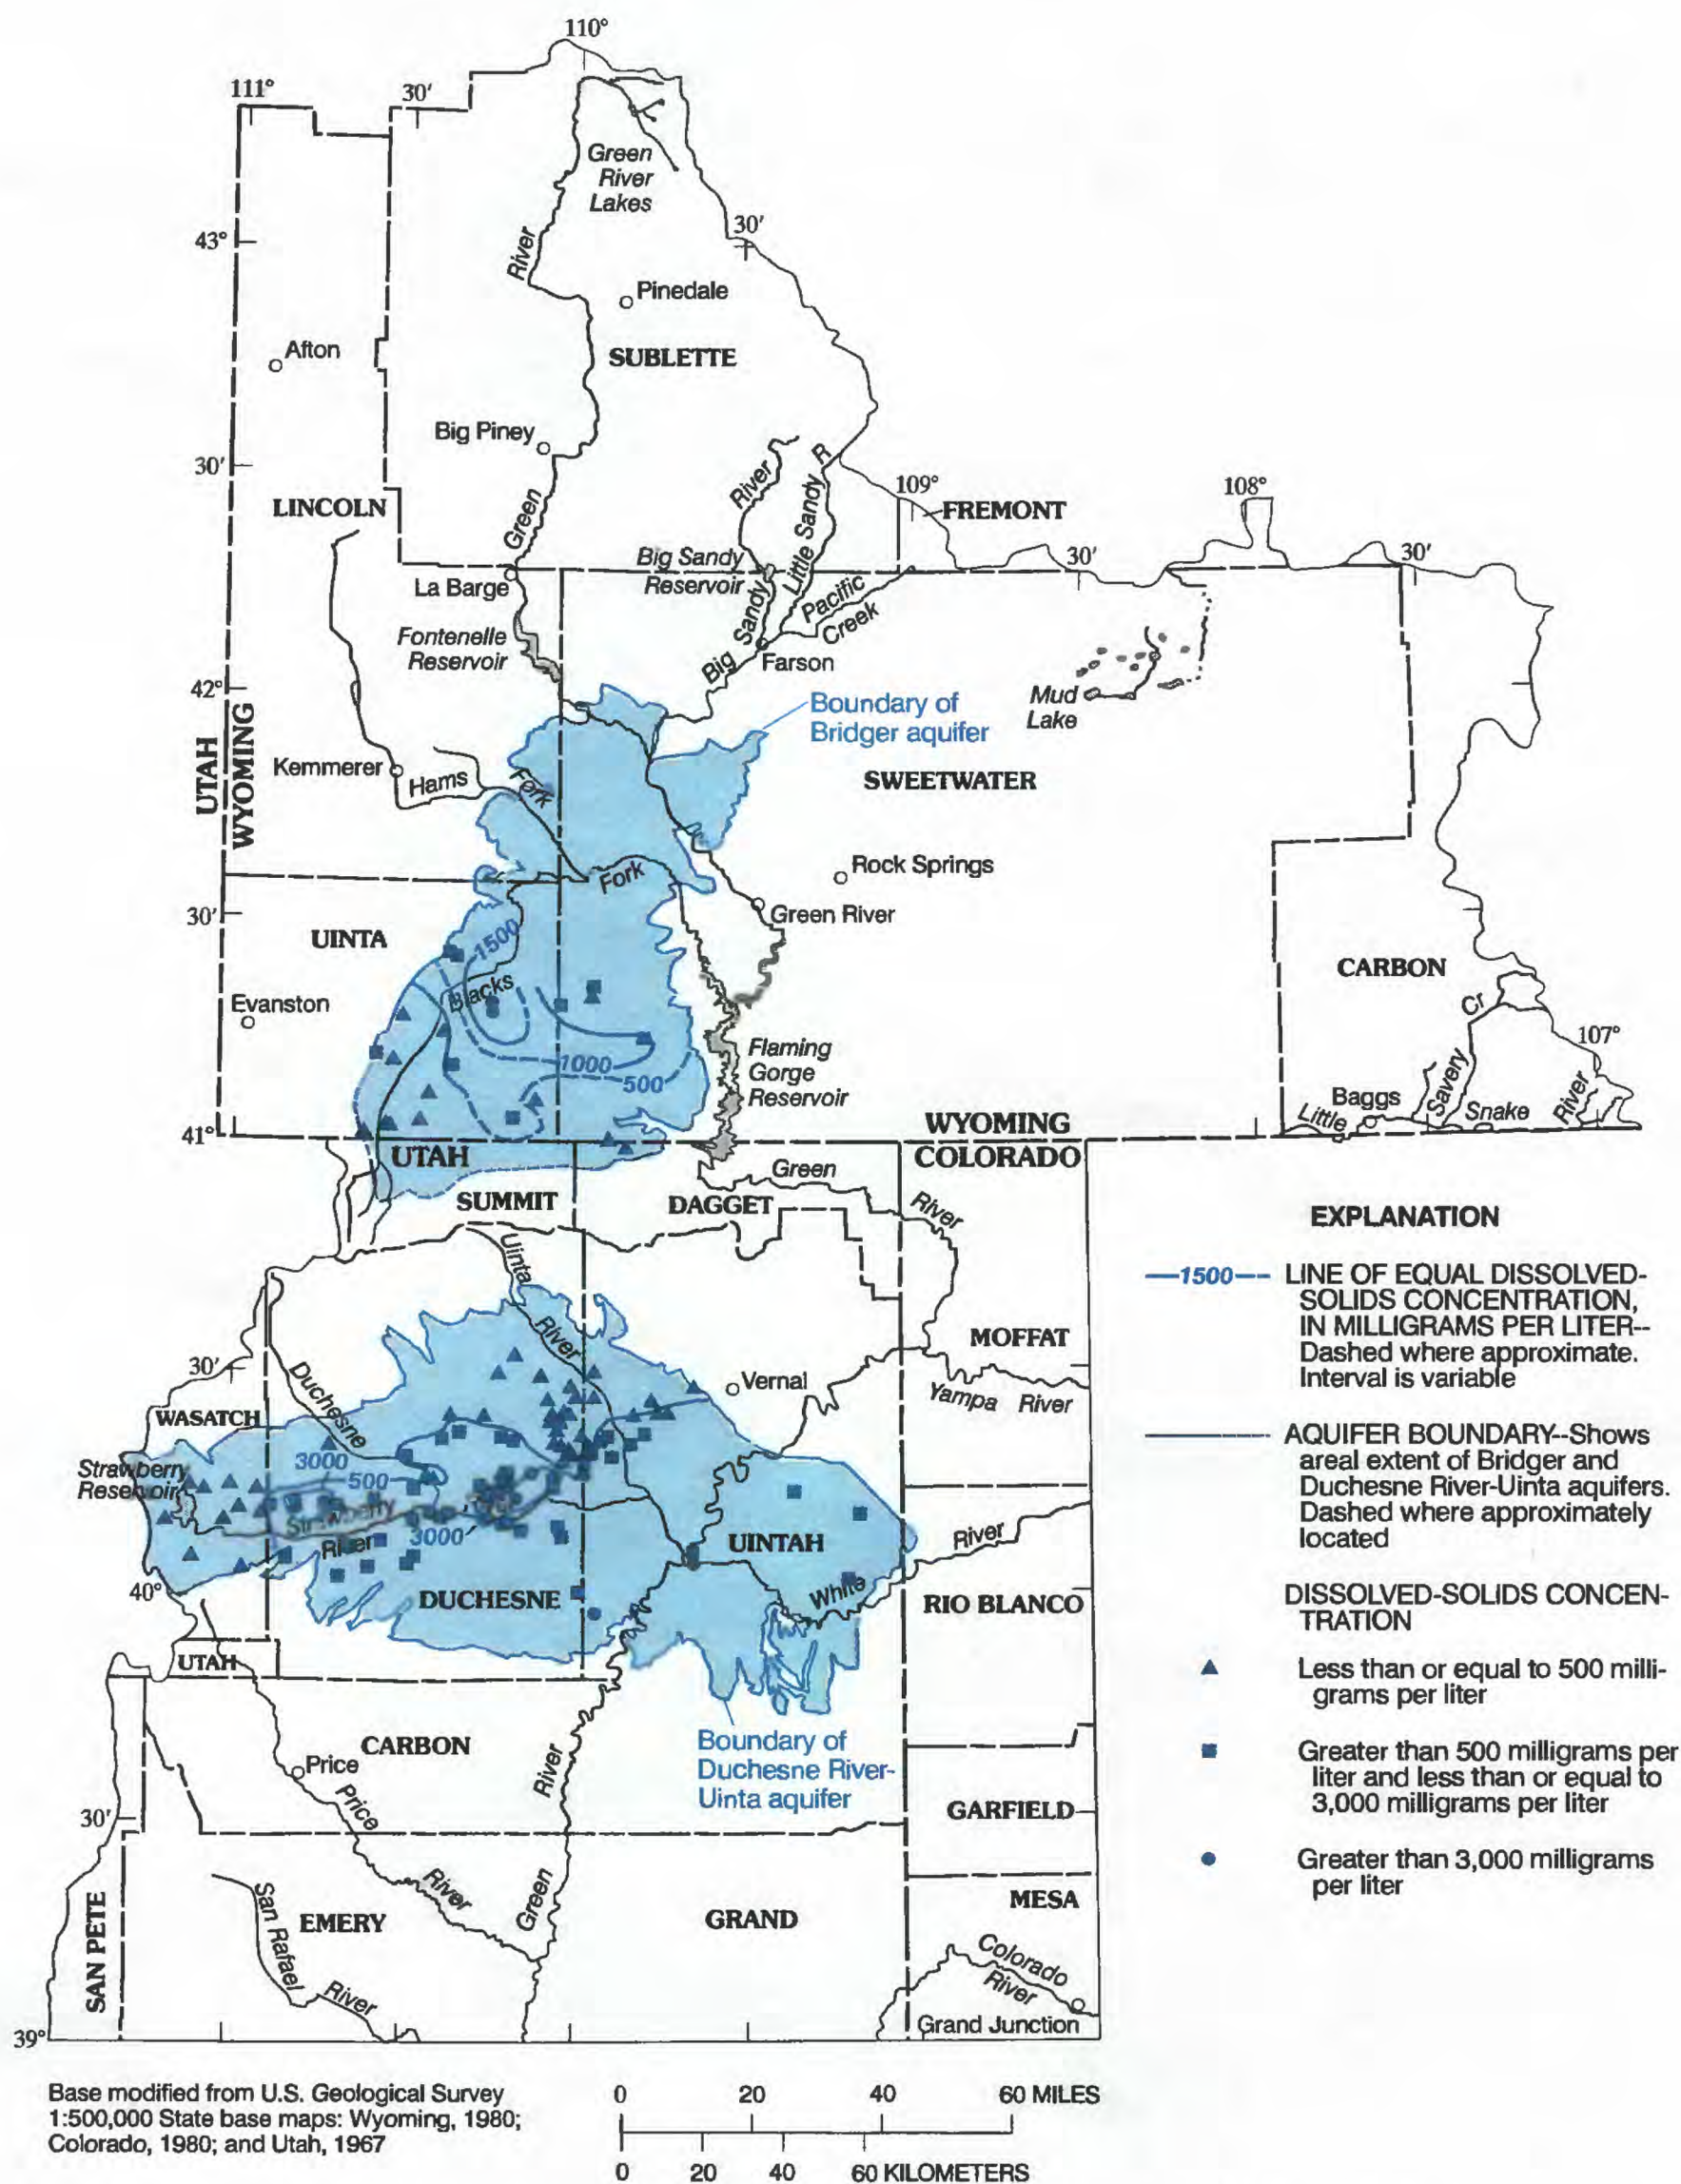 110°
111°
30'
Green
River
Lakes
River
30'
43°
Pinedale
Afton
SUBLETTE
Big Piney
30'
River
Little Sandy R
109°
108°
LINCOLN
Green
FREMONT
Big Sandy
Reservoir
30'
30'
La Barge
Pacific
Creek
Big Sandy
Fontenelle
Reservoir
Farson
42°
Mud
Lake
Boundary of
Bridger aquifer
UTAH
WYOMING
Kemmerer
Hams
Fork
SWEETWATER
Rock Springs
Fork
30'
Green River
UINTA
1500
CARBON
Blacks
Evanston
Cr
107°
Flaming
Gorge
Reservoir
1000
500
Baggs
Savery
Little
Snake
River
41°
WYOMING
UTAH
COLORADO
Green
SUMMIT
DAGGET
River
EXPLANATION
Uinta
1500
LINE OF EQUAL DISSOLVED-
SOLIDS CONCENTRATION,
IN MILLIGRAMS PER LITER--
Dashed where approximate.
Interval is variable
River
MOFFAT
30'
Duchesne
Vernal
Yampa River
WASATCH
AQUIFER BOUNDARY--Shows
areal extent of Bridger and
Duchesne River-Uinta aquifers.
Dashed where approximately
located
3000
Strawberry
Reservoir
500
Strawberry
3000
River
UINTAH
River
40°
White
DUCHESNE
RIO BLANCO
DISSOLVED-SOLIDS CONCEN-
TRATION
UTAH
Less than or equal to 500 milli-
grams per liter
Boundary of
Duchesne River-
Uinta aquifer
CARBON
Price
River
Greater than 500 milligrams per
liter and less than or equal to
3,000 milligrams per liter
Price
30'
GARFIELD
Greater than 3,000 milligrams
per liter
River
Green
MESA
SAN PETE
San Rafael
EMERY
GRAND
Colorado
River
River
39°
Grand Junction
Base modified from U.S. Geological Survey
1:500,000 State base maps: Wyoming, 1980;
Colorado, 1980; and Utah, 1967
0 20 40 60 MILES
0 20 40 60 KILOMETERS